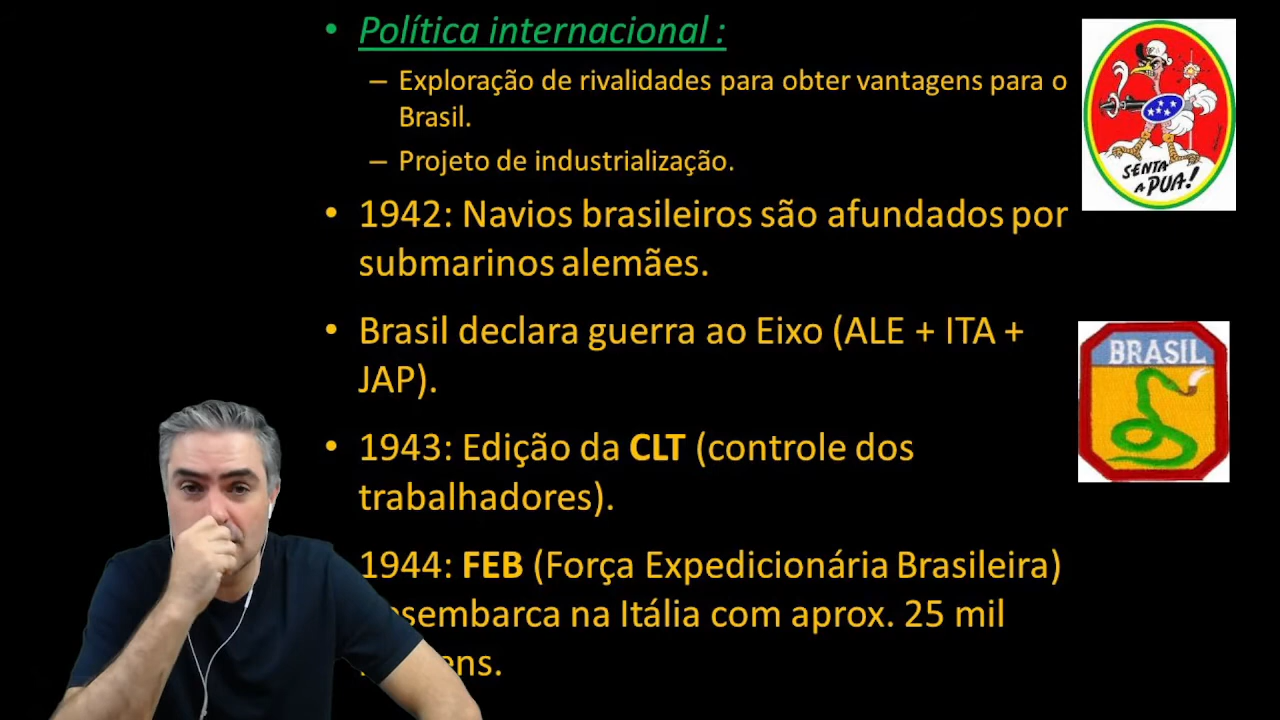 • Política internacional :
– Exploração de rivalidades para obter vantagens para o
Brasil.
– Projeto de industrialização.
• 1942: Navios brasileiros são afundados por
submarinos alemães.
• Brasil declara guerra ao Eixo (ALE + ITA +
JAP).
• 1943: Edição da CLT (controle dos
trabalhadores).
1944: FEB (Força Expedicionária Brasileira)
sembarca na Itália com aprox. 25 mil
ens.
SENTA
A PUA!
BRASIL